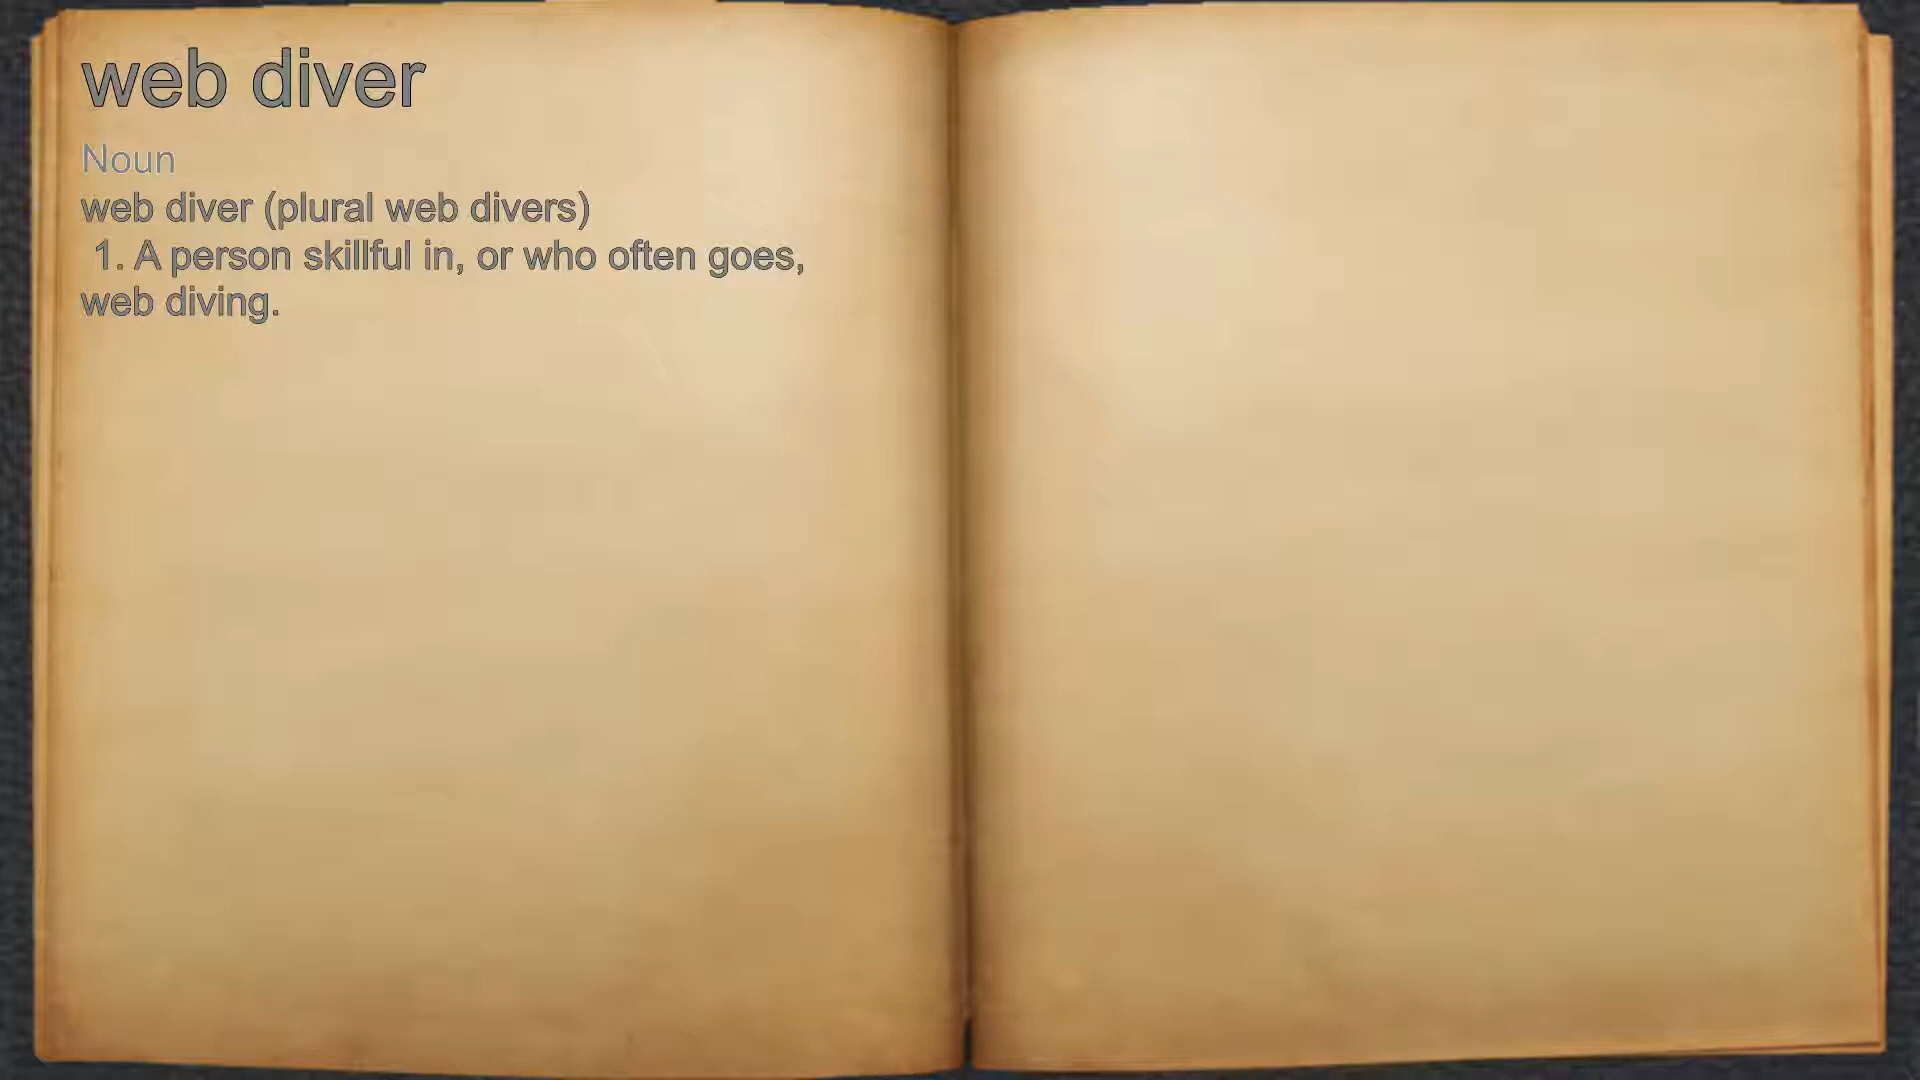 web diver
Noun
web diver (plural web divers)
1. A person skillful in, or who often goes,
web diving.